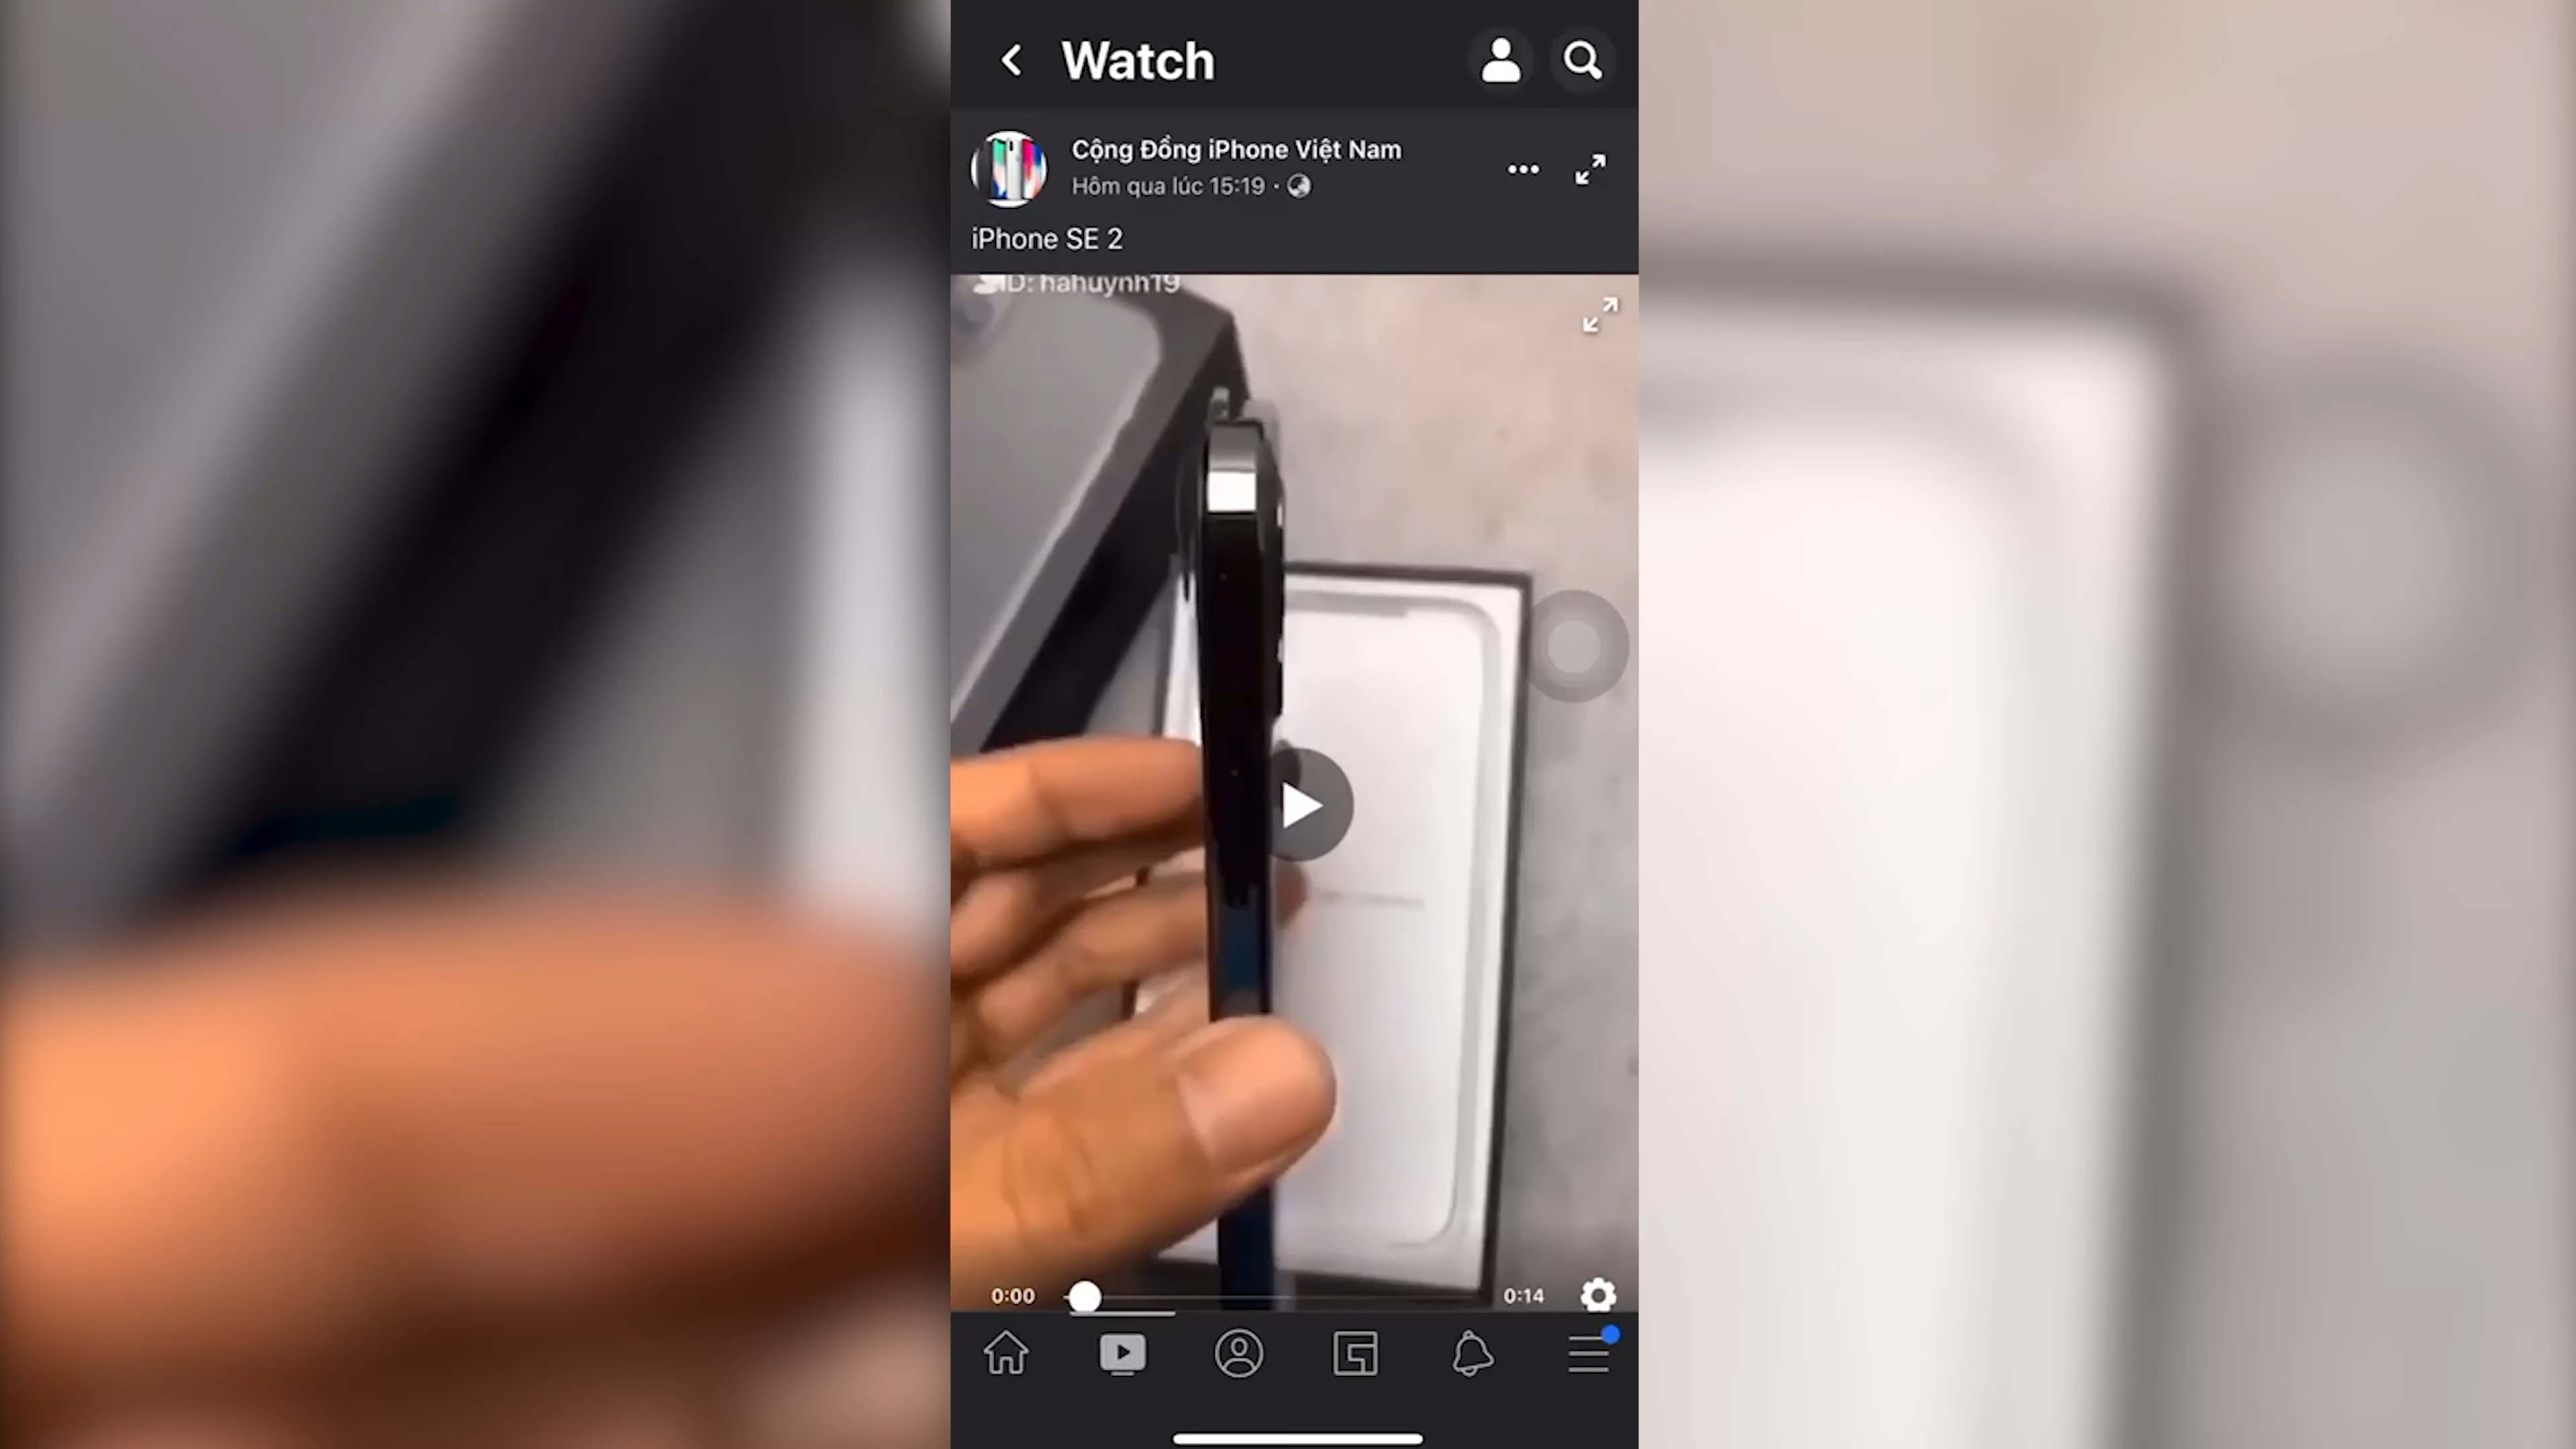 Watch
Cộng Đồng iPhone Việt Nam
Hôm qua lúc 15:19 ·
iPhone SE 2
ID: hahuynh19
0:00
0:14